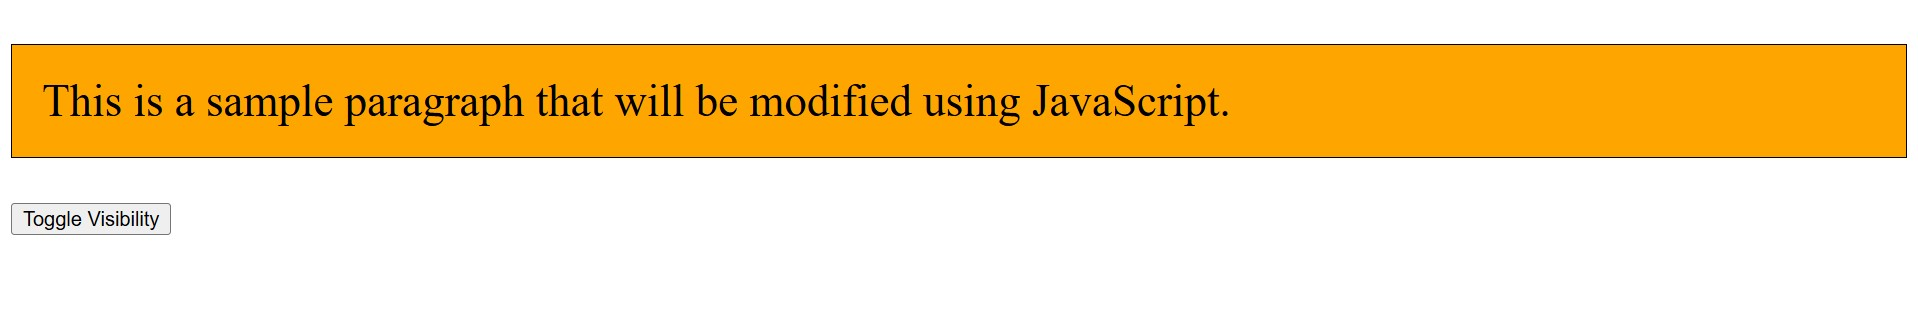 This is a sample paragraph that will be modified using JavaScript.
Toggle Visibility